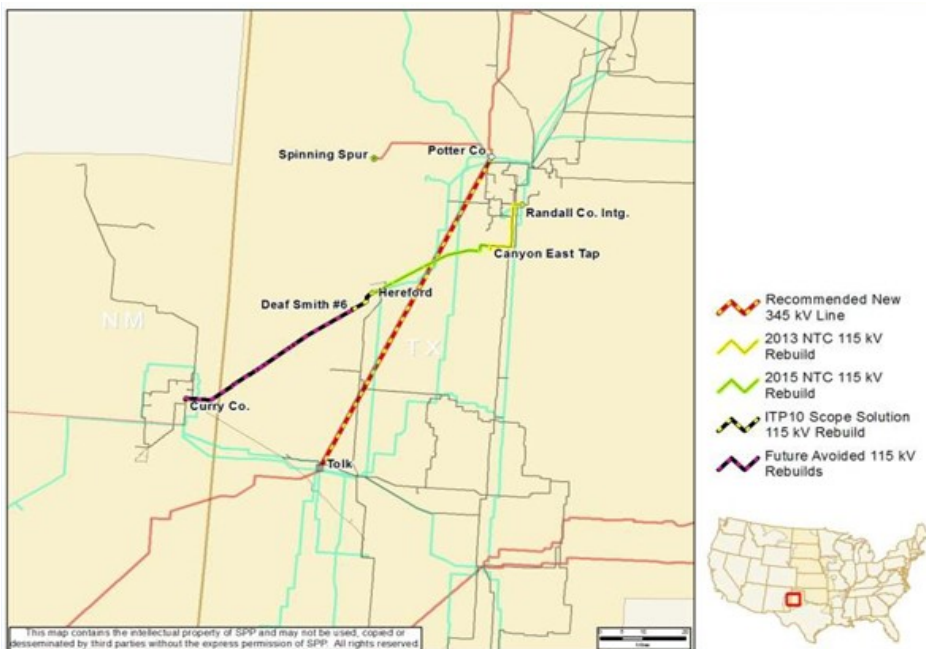 Spinning Spur
Potter Co
Randall Co. Intg.
Canyon East Tap
Hereford
Deaf Smith #6
NM
TX
Curry Co.
Tolk
Recommended New
345 kV Line
2013 NTC 115 kV
Rebuild
2015 NTC 115 kV
Rebuild
ITP10 Scope Solution
115 kV Rebuild
Future Avoided 115 kV
Rebuilds
This map contains the intellectual property of SPP and may not be used, copied or
desseminated by third parties without the express permission of SPP. All rights reserved.